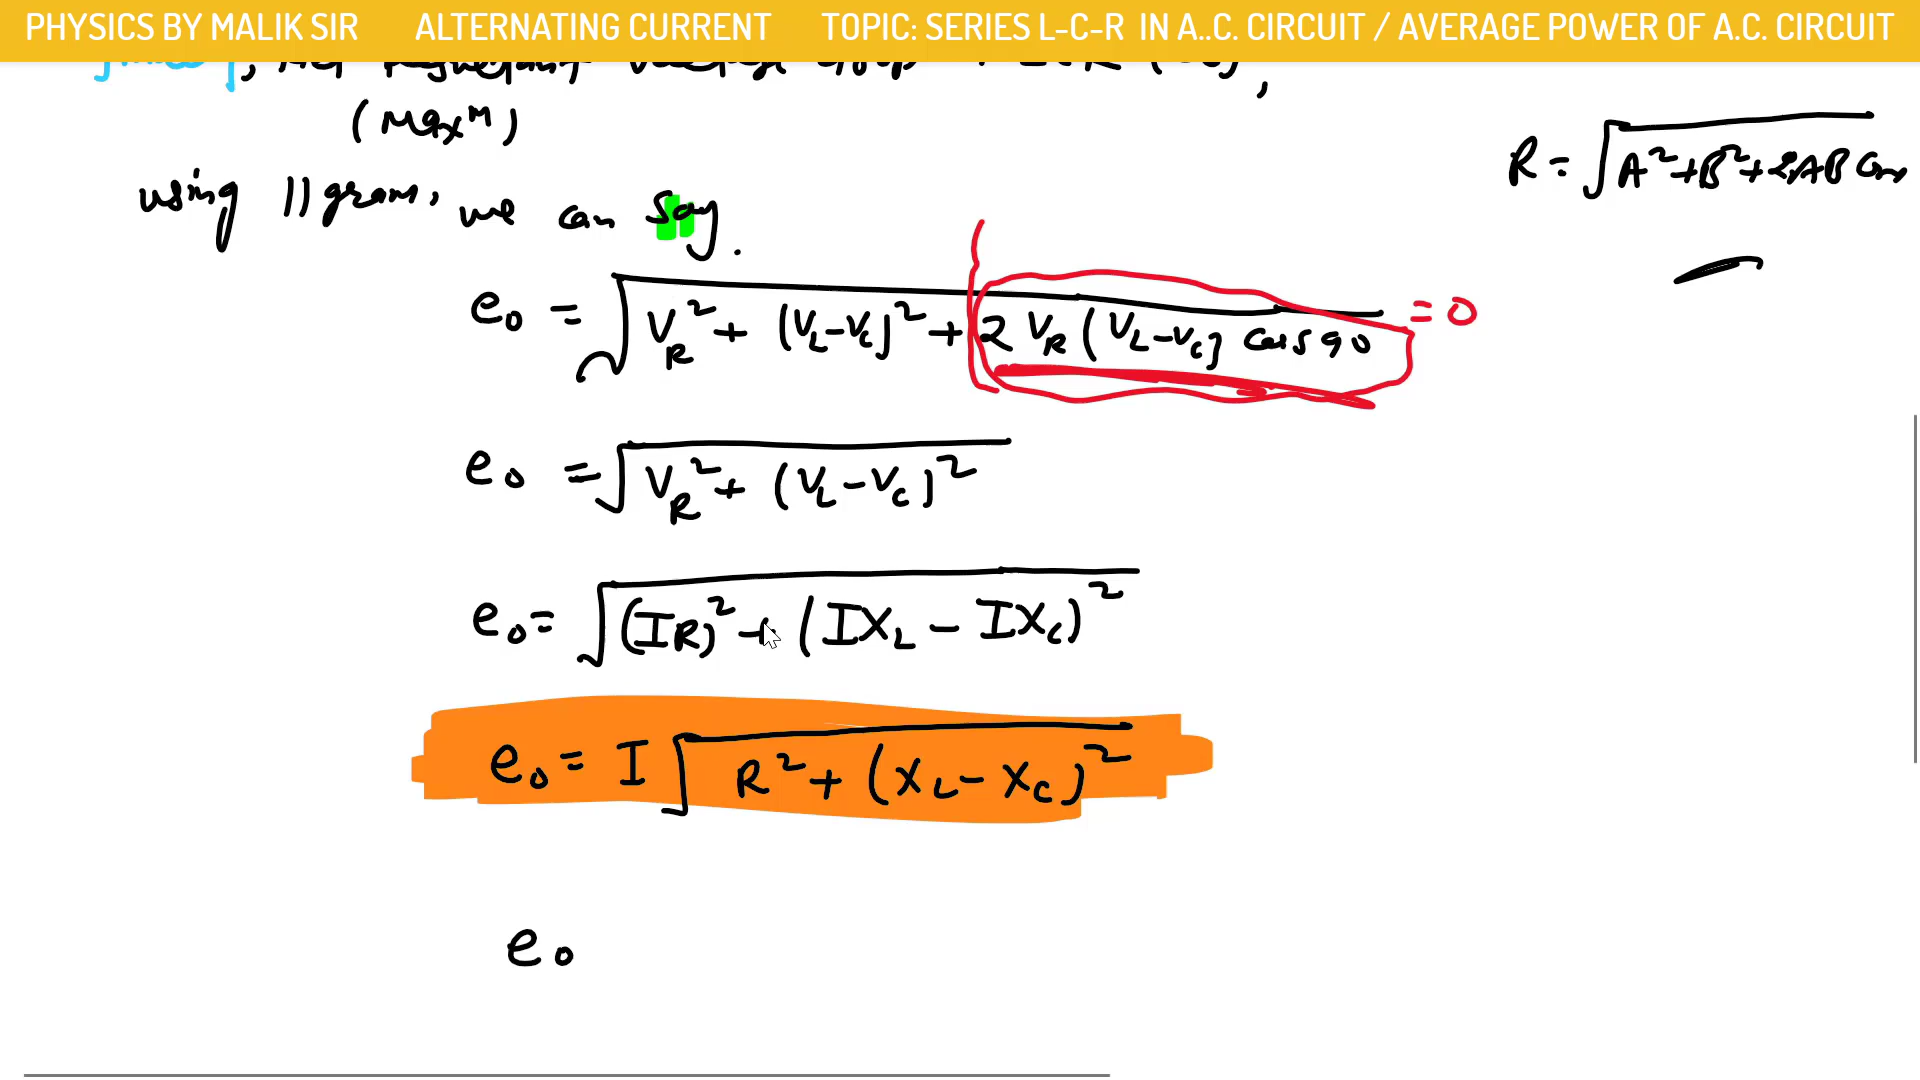 PHYSICS BY MALIK SIR ALTERNATING CURRENT TOPIC: SERIES L-C-R IN A..C. CIRCUIT / AVERAGE POWER OF A.C. CIRCUIT
(Maxᵐ)
R = √A² + B² + 2AB Cos
using ||gram, we can say.
e₀ = √V_R² + (V_L - V_C)² + 2 V_R (V_L - V_C) cos 90 = 0
e₀ = √V_R² + (V_L - V_C)²
e₀ = √(IR)² + (IX_L - IX_C)²
e₀ = I √R² + (X_L - X_C)²
e₀